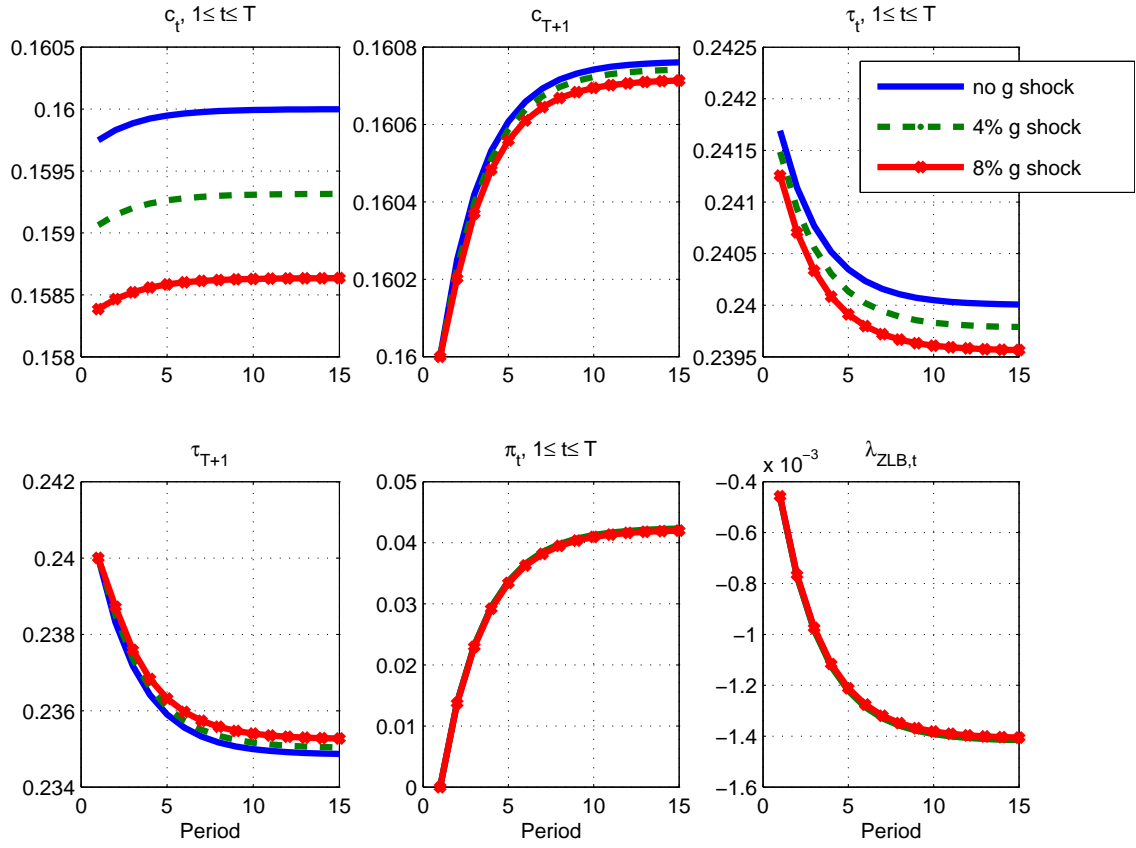 c_t, 1≤ t≤ T
c_{T+1}
τ_t, 1≤ t≤ T
0.1605
0.16
0.1595
0.159
0.1585
0.158
0 5 10 15
0.1608
0.1606
0.1604
0.1602
0.16
0 5 10 15
0.2425
0.242
0.2415
0.241
0.2405
0.24
0.2395
0 5 10 15
no g shock
4% g shock
8% g shock
τ_{T+1}
π_t, 1≤ t≤ T
λ_{ZLB,t}
0.242
0.24
0.238
0.236
0.234
0 5 10 15
Period
0.05
0.04
0.03
0.02
0.01
0
0 5 10 15
Period
x 10^{-3}
−0.4
−0.6
−0.8
−1
−1.2
−1.4
−1.6
0 5 10 15
Period